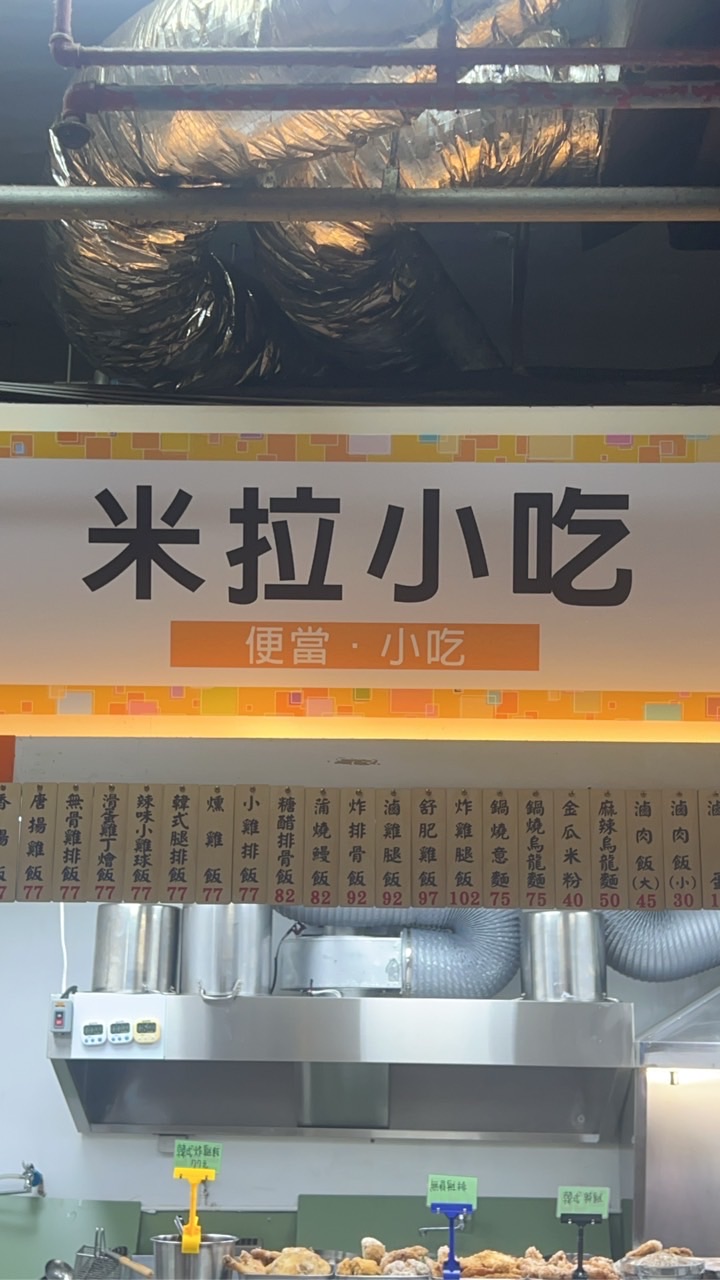 米拉小吃
便當·小吃
唐揚雞飯 77
無骨雞排飯 77
滑蛋雞丁燴飯 77
辣味小雞球飯 77
韓式腿排飯 77
燻雞飯 77
小雞排飯 77
糖醋排骨飯 82
蒲燒鰻飯 82
炸排骨飯 92
滷雞腿飯 92
舒肥雞飯 97
炸雞腿飯 102
鍋燒意麵 75
鍋燒烏龍麵 75
金瓜米粉 40
麻辣烏龍麵 50
滷肉飯(大) 45
滷肉飯(小) 30